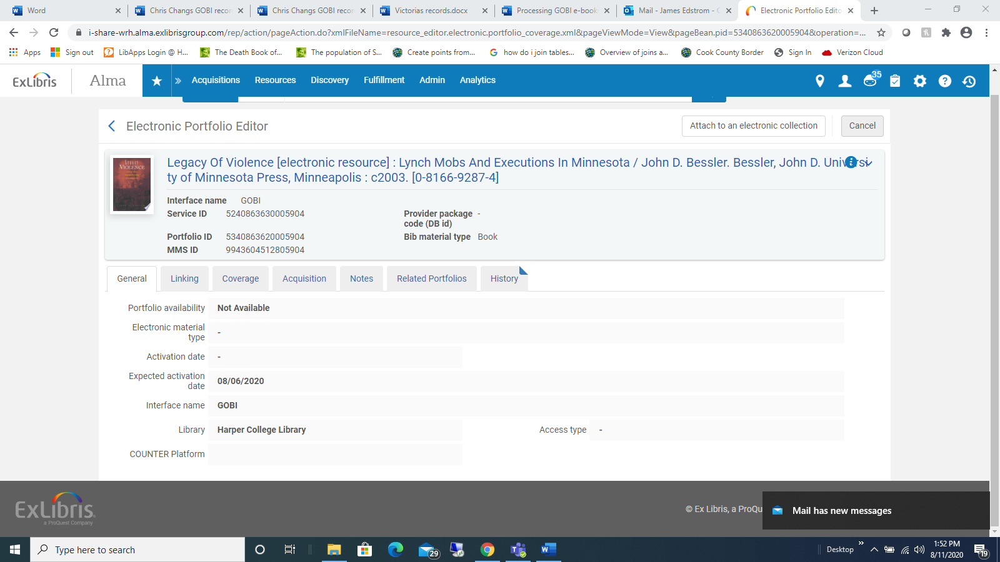 Word
Chris Changs GOBI recor
Chris Changs GOBI recor
Victorias records.docx
Processing GOBI e-book
Mail - James Edstrom -
Electronic Portfolio Edito
i-share-wrh.alma.exlibrisgroup.com/rep/action/pageAction.do?xmlFileName=resource_editor.electronic.portfolio_coverage.xml&pageViewMode=View&pageBean.pid=5340863620005904&operation=...
Apps
Sign out
LibApps Login @ H...
The Death Book of...
The population of S...
Create points from...
how do i join tables...
Overview of joins a...
Cook County Border
Sign In
Verizon Cloud
ExLibris
Alma
Acquisitions
Resources
Discovery
Fulfillment
Admin
Analytics
35
Electronic Portfolio Editor
Attach to an electronic collection
Cancel
LEGACY
VIOLENCE
Legacy Of Violence [electronic resource] : Lynch Mobs And Executions In Minnesota / John D. Bessler. Bessler, John D. Universi
ty of Minnesota Press, Minneapolis : c2003. [0-8166-9287-4]
Interface name GOBI
Service ID 5240863630005904
Provider package code (DB id) -
Portfolio ID 5340863620005904
Bib material type Book
MMS ID 9943604512805904
General
Linking
Coverage
Acquisition
Notes
Related Portfolios
History
Portfolio availability Not Available
Electronic material type -
Activation date -
Expected activation date 08/06/2020
Interface name GOBI
Library Harper College Library
Access type -
COUNTER Platform
ExLibris
a ProQuest Company
© Ex Libris, a ProQu
Mail has new messages
Type here to search
29
Desktop
1:52 PM
8/11/2020
19